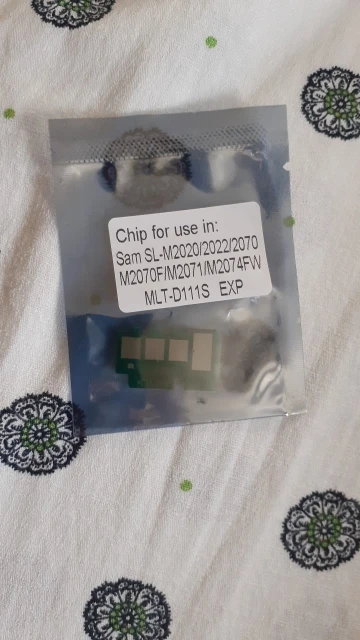 Chip for use in:
Sam SL-M2020/2022/2070
M2070F/M2071/M2074FW
MLT-D111S EXP